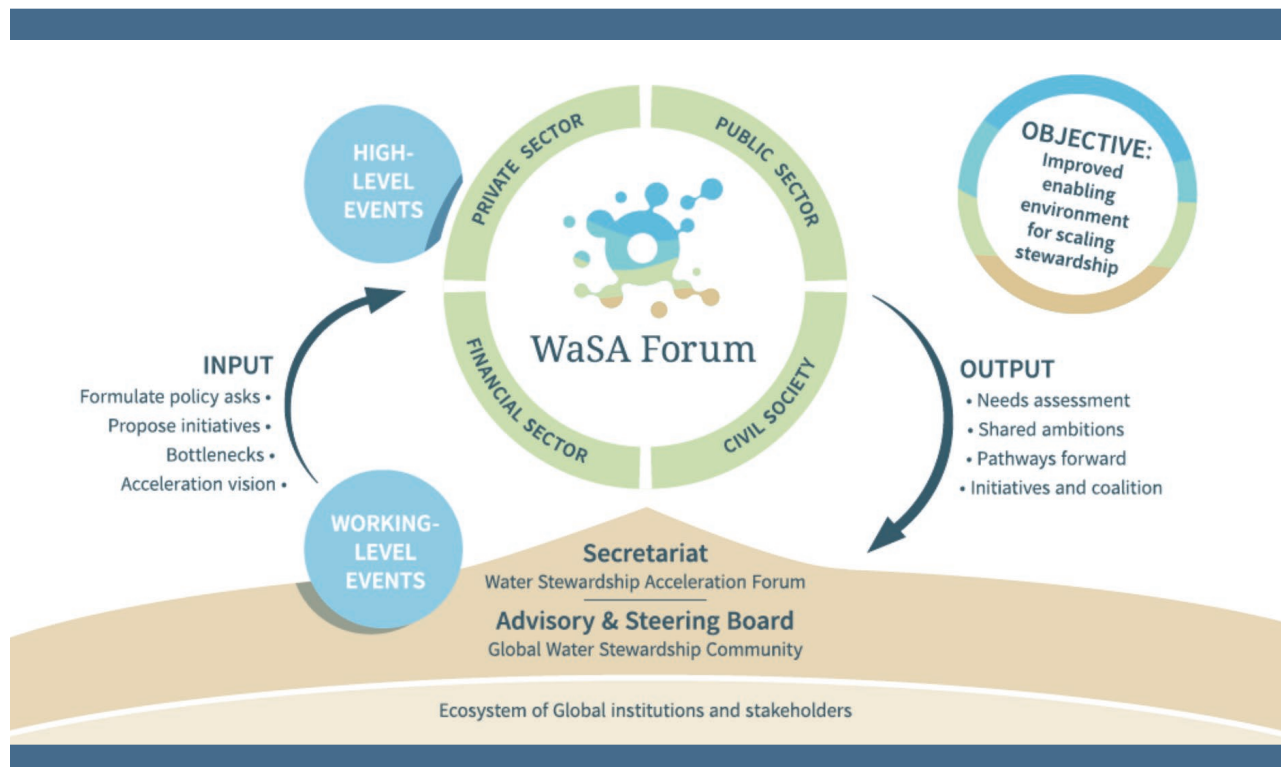 HIGH-
LEVEL
EVENTS
PRIVATE SECTOR
PUBLIC SECTOR
FINANCIAL SECTOR
CIVIL SOCIETY
WaSA Forum
OBJECTIVE:
Improved
enabling
environment
for scaling
stewardship
INPUT
Formulate policy asks •
Propose initiatives •
Bottlenecks •
Acceleration vision •
OUTPUT
• Needs assessment
• Shared ambitions
• Pathways forward
• Initiatives and coalition
WORKING-
LEVEL
EVENTS
Secretariat
Water Stewardship Acceleration Forum
Advisory & Steering Board
Global Water Stewardship Community
Ecosystem of Global institutions and stakeholders